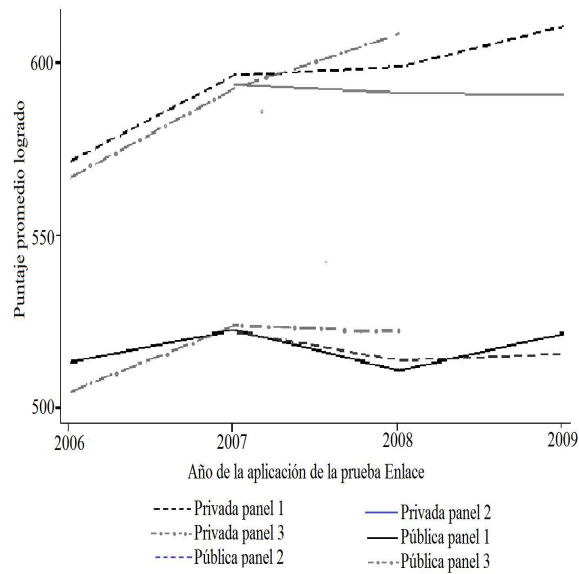 Puntaje promedio logrado
600
550
500
2006 2007 2008 2009
Año de la aplicación de la prueba Enlace
Privada panel 1 Privada panel 2
Privada panel 3 Pública panel 1
Pública panel 2 Pública panel 3